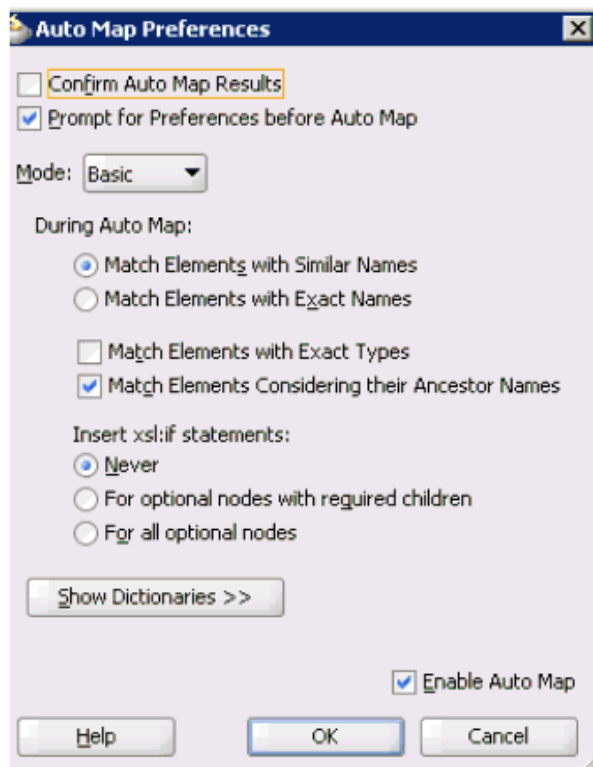 Auto Map Preferences
Confirm Auto Map Results
Prompt for Preferences before Auto Map
Mode: Basic
During Auto Map:
Match Elements with Similar Names
Match Elements with Exact Names
Match Elements with Exact Types
Match Elements Considering their Ancestor Names
Insert xsl:if statements:
Never
For optional nodes with required children
For all optional nodes
Show Dictionaries >>
Enable Auto Map
Help OK Cancel